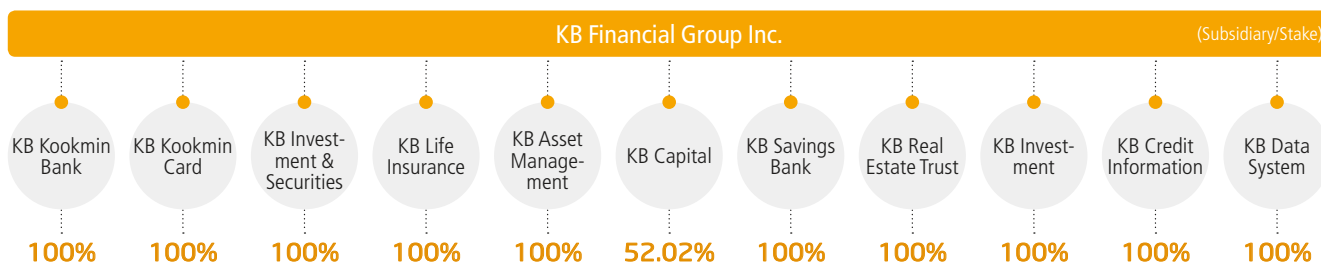 KB Financial Group Inc.
(Subsidiary/Stake)
KB Kookmin
Bank
KB Kookmin
Card
KB Invest-
ment &
Securities
KB Life
Insurance
KB Asset
Manage-
ment
KB Capital
KB Savings
Bank
KB Real
Estate Trust
KB Invest-
ment
KB Credit
Information
KB Data
System
100%
100%
100%
100%
100%
52.02%
100%
100%
100%
100%
100%